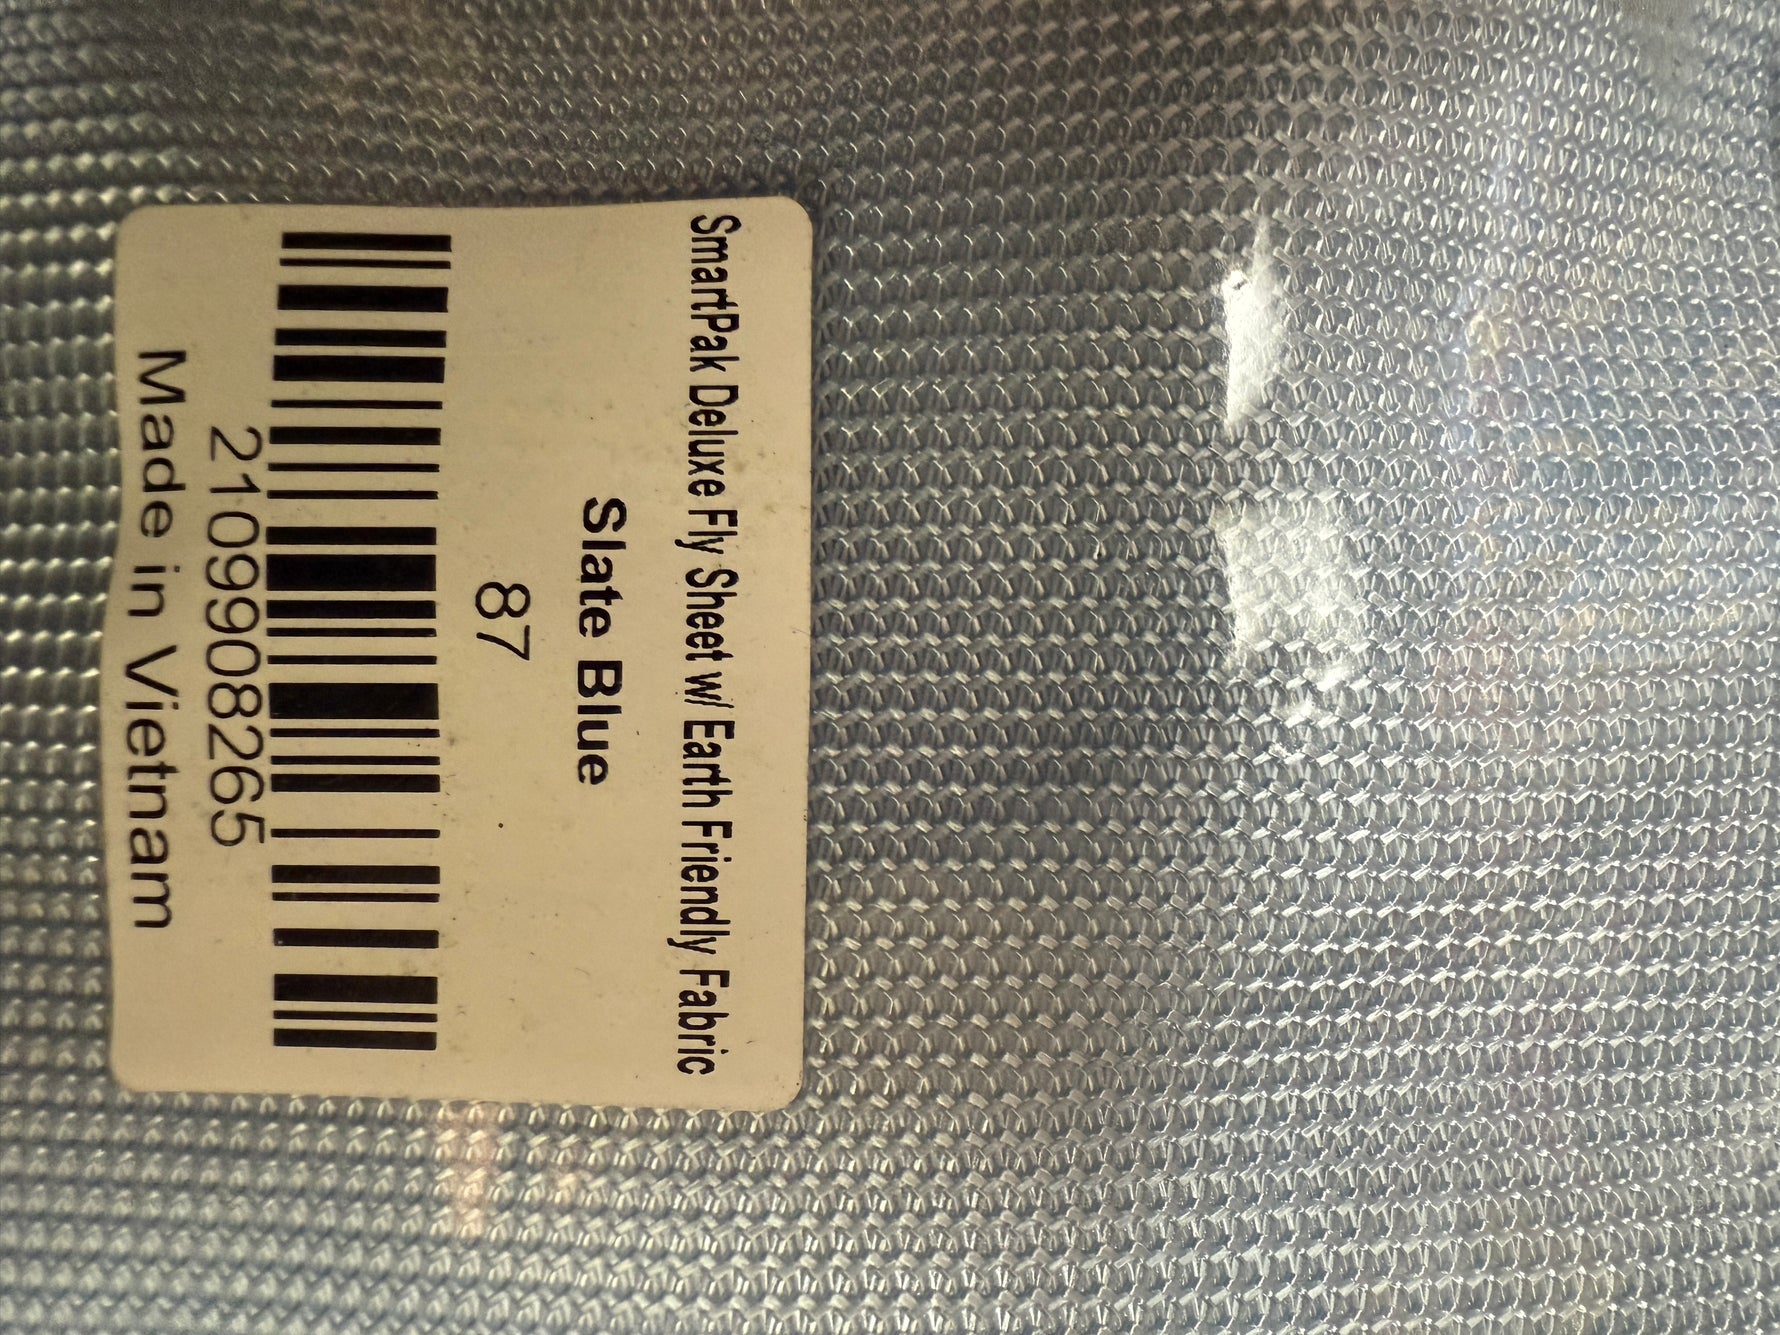 SmartPak Deluxe Fly Sheet w/ Earth Friendly Fabric
Slate Blue
87
2109908265
Made in Vietnam